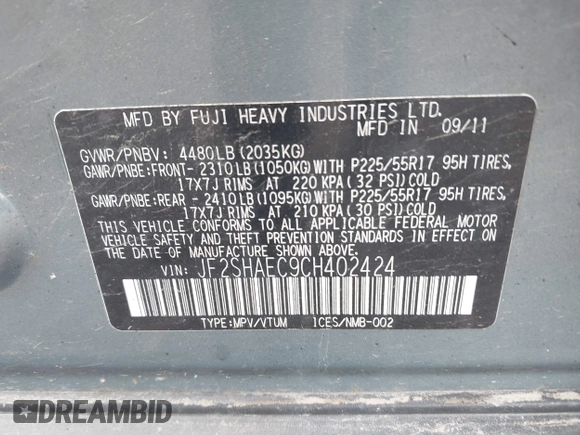 MFD BY FUJI HEAVY INDUSTRIES LTD.
MFD IN 09/11
GVWR/PNBV: 4480LB (2035KG)
GAWR/PNBE:FRONT- 2310LB (1050KG)WITH P225/55R17 95H TIRES,
17X7J RIMS AT 220 KPA (32 PSI)COLD
GAWR/PNBE:REAR - 2410LB (1095KG)WITH P225/55R17 95H TIRES,
17X7J RIMS AT 210 KPA (30 PSI)COLD
THIS VEHICLE CONFORMS TO ALL APPLICABLE FEDERAL MOTOR
VEHICLE SAFETY AND THEFT PREVENTION STANDARDS IN EFFECT ON
THE DATE OF MANUFACTURE SHOWN ABOVE.
VIN: JF2SHAEC9CH402424
TYPE:MPV/VTUM ICES/NMB-002
DREAMBID